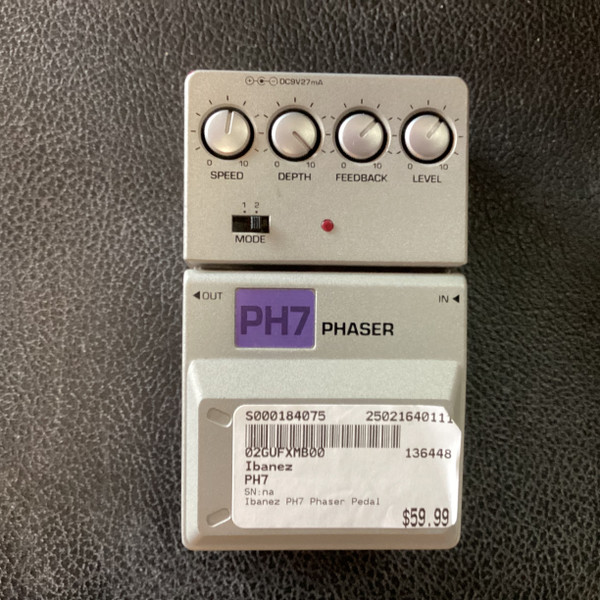 DC9V27mA
0 10 0 10 0 10 0 10
SPEED DEPTH FEEDBACK LEVEL
1 2
MODE
◀OUT IN◀
PH7 PHASER
S000184075 2502164011
02GUFXMB00 136448
Ibanez
PH7
SN:na
Ibanez PH7 Phaser Pedal
$59.99